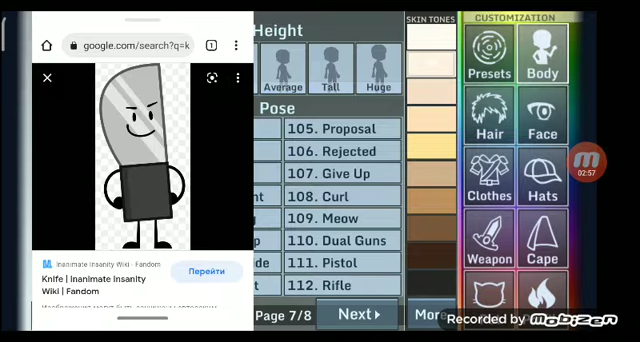 google.com/search?q=k
1
Inanimate Insanity Wiki · Fandom
Knife | Inanimate Insanity
Wiki | Fandom
Перейти
Height
Average
Tall
Huge
Pose
105. Proposal
106. Rejected
107. Give Up
108. Curl
109. Meow
110. Dual Guns
111. Pistol
112. Rifle
Page 7/8
Next
SKIN TONES
More
CUSTOMIZATION
Presets
Body
Hair
Face
Clothes
Hats
Weapon
Cape
02:57
Recorded by MOBIZEN